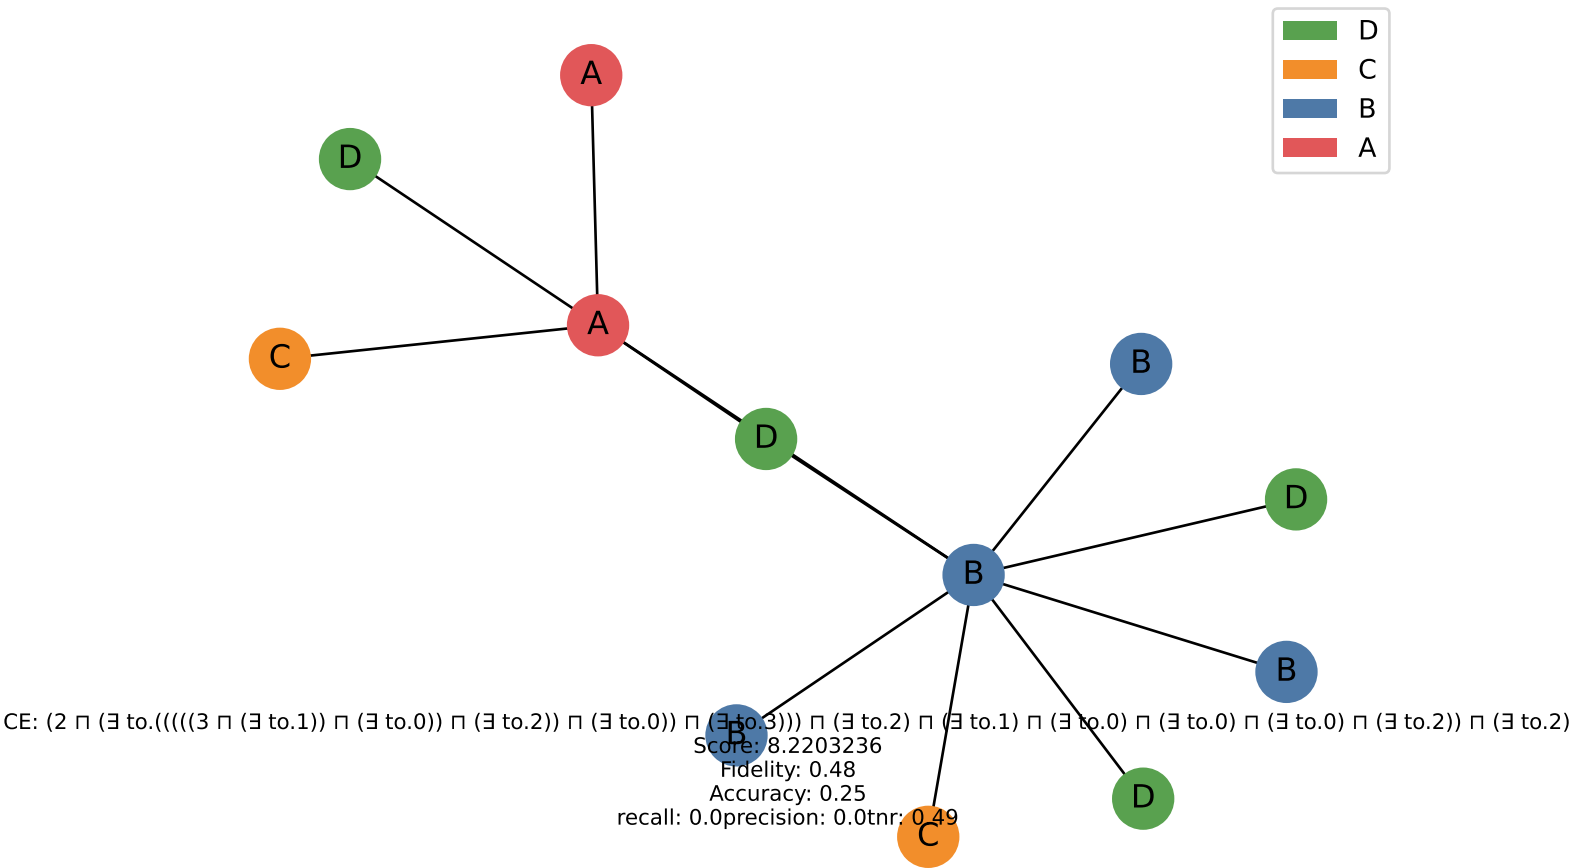 D
C
B
A
A
D
A
C
B
D
D
B
B
CE: (2 ⊓ (∃ to.(((((3 ⊓ (∃ to.1)) ⊓ (∃ to.0)) ⊓ (∃ to.2)) ⊓ (∃ to.0)) ⊓ (∃ to.3))) ⊓ (∃ to.2) ⊓ (∃ to.1) ⊓ (∃ to.0) ⊓ (∃ to.0) ⊓ (∃ to.0) ⊓ (∃ to.2)) ⊓ (∃ to.2)
B
Score: 8.2203236
Fidelity: 0.48
Accuracy: 0.25
D
recall: 0.0precision: 0.0tnr: 0.49
C